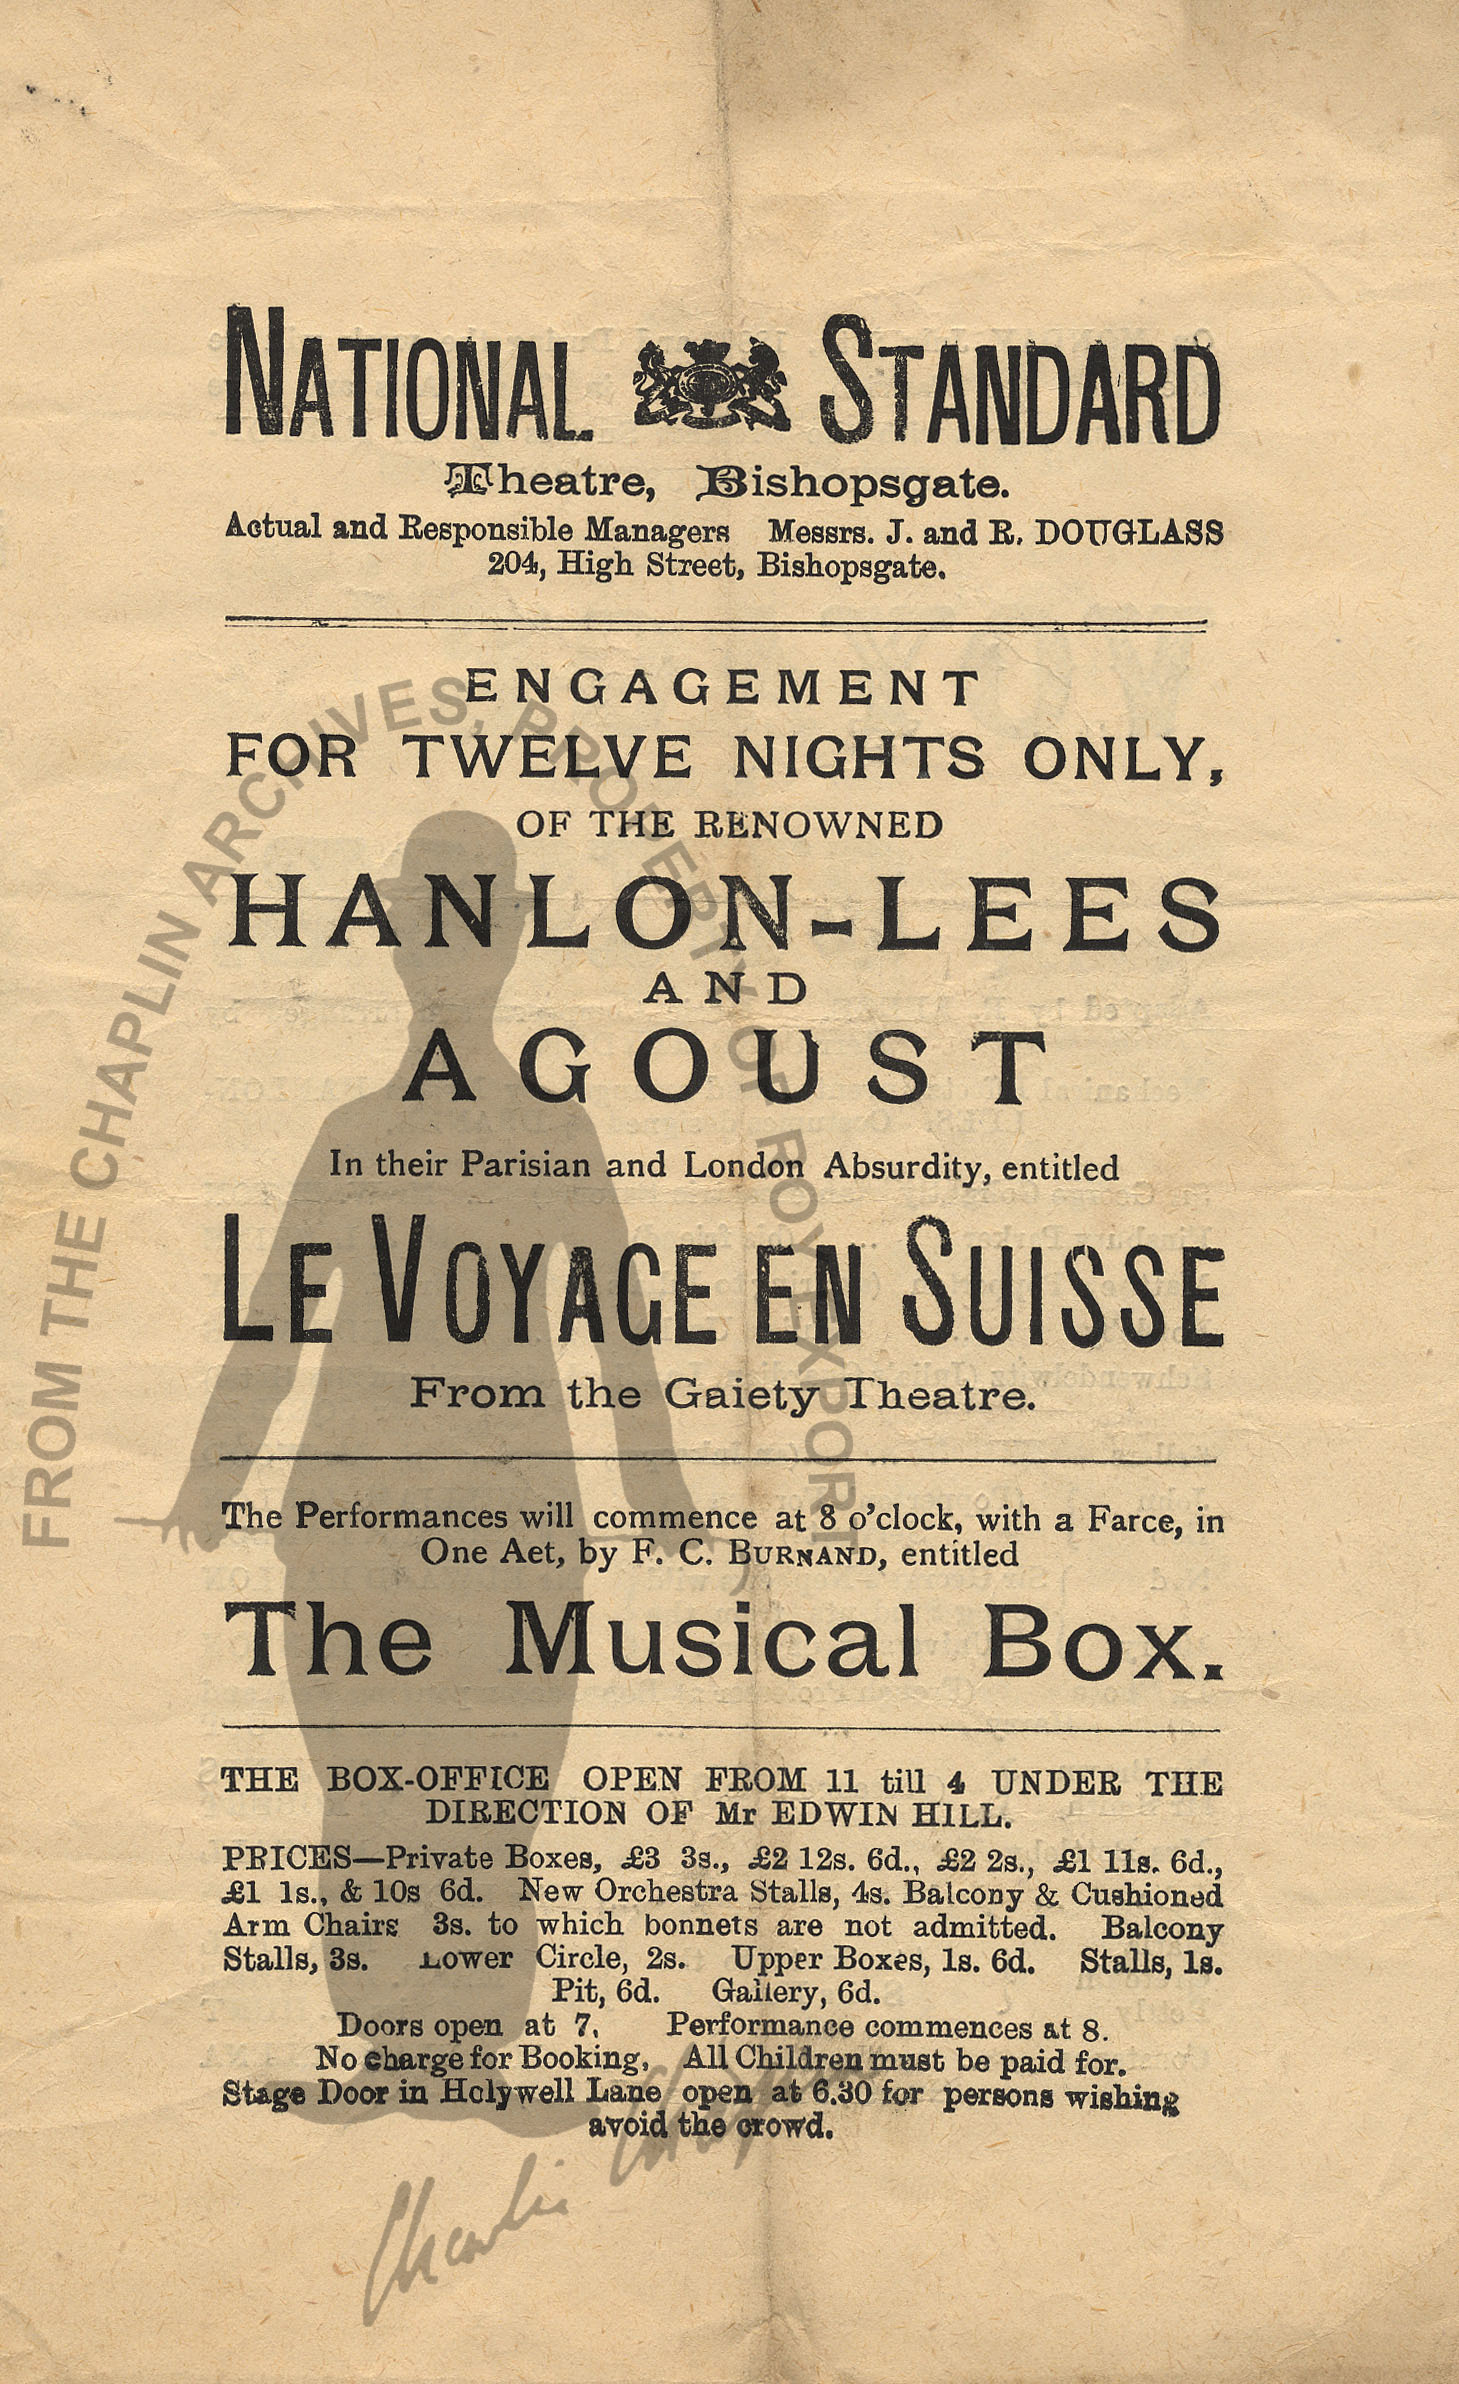 NATIONAL STANDARD
Theatre, Bishopsgate.
Actual and Responsible Managers Messrs. J. and R. DOUGLASS
204, High Street, Bishopsgate.
ENGAGEMENT
FOR TWELVE NIGHTS ONLY,
OF THE RENOWNED
HANLON-LEES
AND
AGOUST
In their Parisian and London Absurdity, entitled
LE VOYAGE EN SUISSE
From the Gaiety Theatre.
The Performances will commence at 8 o'clock, with a Farce, in
One Aet, by F. C. BURNAND, entitled
The Musical Box.
THE BOX-OFFICE OPEN FROM 11 till 4 UNDER THE
DIRECTION OF Mr EDWIN HILL.
PRICES—Private Boxes, £3 3s., £2 12s. 6d., £2 2s., £1 11s. 6d.,
£1 1s., & 10s 6d. New Orchestra Stalls, 4s. Balcony & Cushioned
Arm Chairs 3s. to which bonnets are not admitted. Balcony
Stalls, 3s. Lower Circle, 2s. Upper Boxes, 1s. 6d. Stalls, 1s.
Pit, 6d. Gallery, 6d.
Doors open at 7. Performance commences at 8.
No charge for Booking. All Children must be paid for.
Stage Door in Holywell Lane open at 6.30 for persons wishing
avoid the crowd.
FROM THE CHAPLIN ARCHIVES, PROPERTY OF ROY EXPORT
Charlie Chaplin